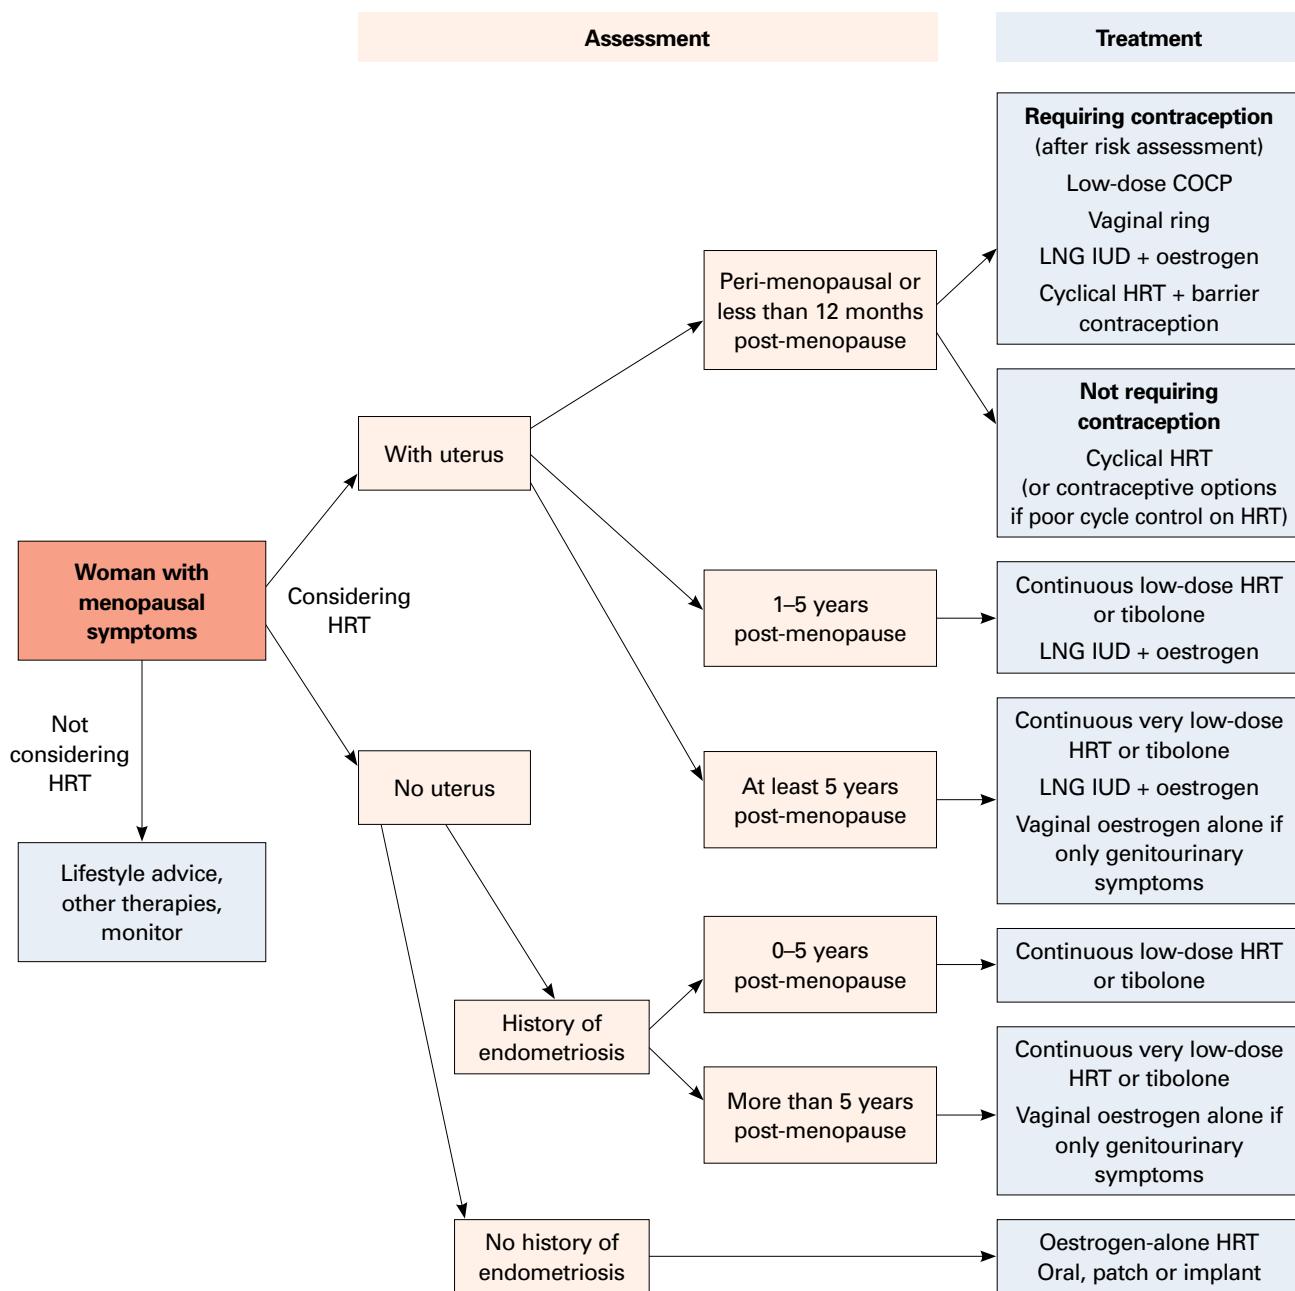 Assessment
Treatment
Woman with
menopausal
symptoms
Not
considering
HRT
Lifestyle advice,
other therapies,
monitor
Considering
HRT
With uterus
Peri-menopausal or
less than 12 months
post-menopause
Requiring contraception
(after risk assessment)
Low-dose COCP
Vaginal ring
LNG IUD + oestrogen
Cyclical HRT + barrier
contraception
Not requiring
contraception
Cyclical HRT
(or contraceptive options
if poor cycle control on HRT)
1–5 years
post-menopause
Continuous low-dose HRT
or tibolone
LNG IUD + oestrogen
At least 5 years
post-menopause
Continuous very low-dose
HRT or tibolone
LNG IUD + oestrogen
Vaginal oestrogen alone if
only genitourinary
symptoms
No uterus
History of
endometriosis
0–5 years
post-menopause
Continuous low-dose HRT
or tibolone
More than 5 years
post-menopause
Continuous very low-dose
HRT or tibolone
Vaginal oestrogen alone if
only genitourinary
symptoms
No history of
endometriosis
Oestrogen-alone HRT
Oral, patch or implant